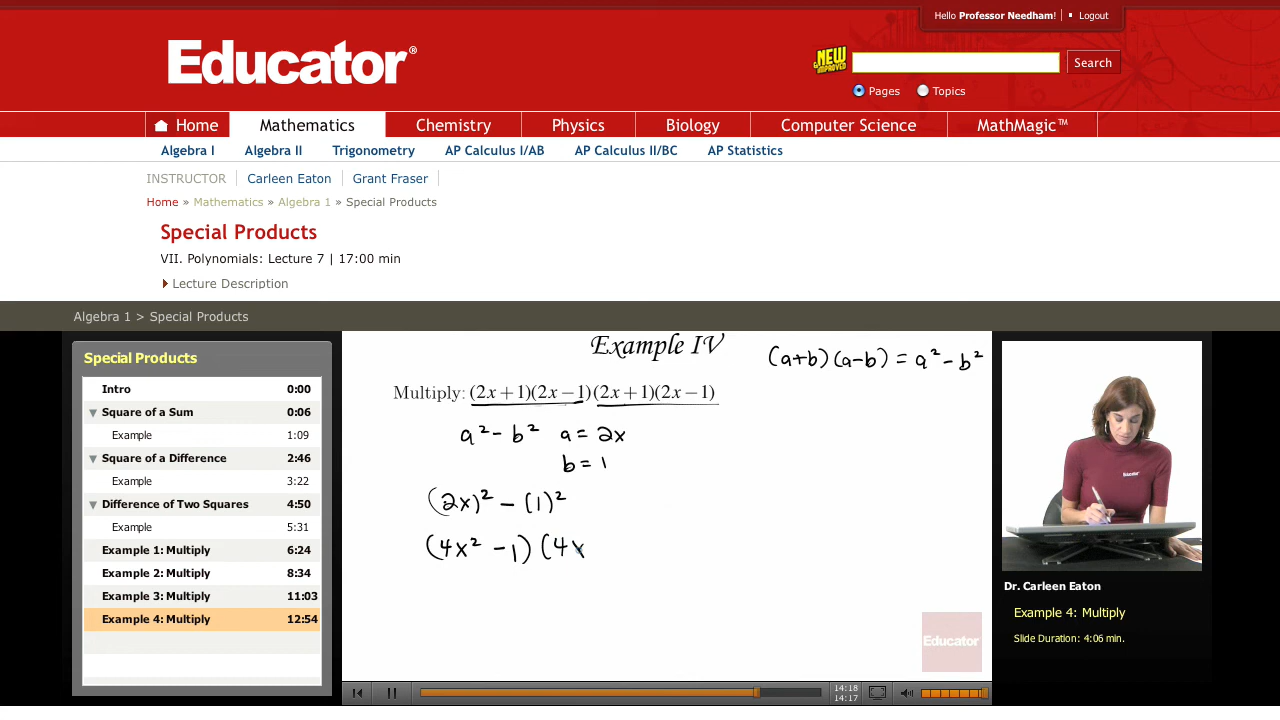 Hello Professor Needham! Logout
Educator®
NEW
IMPROVED
Search
Pages Topics
Home Mathematics Chemistry Physics Biology Computer Science MathMagic™
Algebra I Algebra II Trigonometry AP Calculus I/AB AP Calculus II/BC AP Statistics
INSTRUCTOR Carleen Eaton Grant Fraser
Home » Mathematics » Algebra 1 » Special Products
Special Products
VII. Polynomials: Lecture 7 | 17:00 min
Lecture Description
Algebra 1 > Special Products
Special Products
Intro 0:00
Square of a Sum 0:06
Example 1:09
Square of a Difference 2:46
Example 3:22
Difference of Two Squares 4:50
Example 5:31
Example 1: Multiply 6:24
Example 2: Multiply 8:34
Example 3: Multiply 11:03
Example 4: Multiply 12:54
Example IV
(a+b)(a-b) = a² - b²
Multiply: (2x + 1)(2x − 1)(2x + 1)(2x − 1)
a² - b² a = 2x
b = 1
(2x)² - (1)²
(4x² - 1) (4x
Educator
14:18
14:17
Educator
Dr. Carleen Eaton
Example 4: Multiply
Slide Duration: 4:06 min.